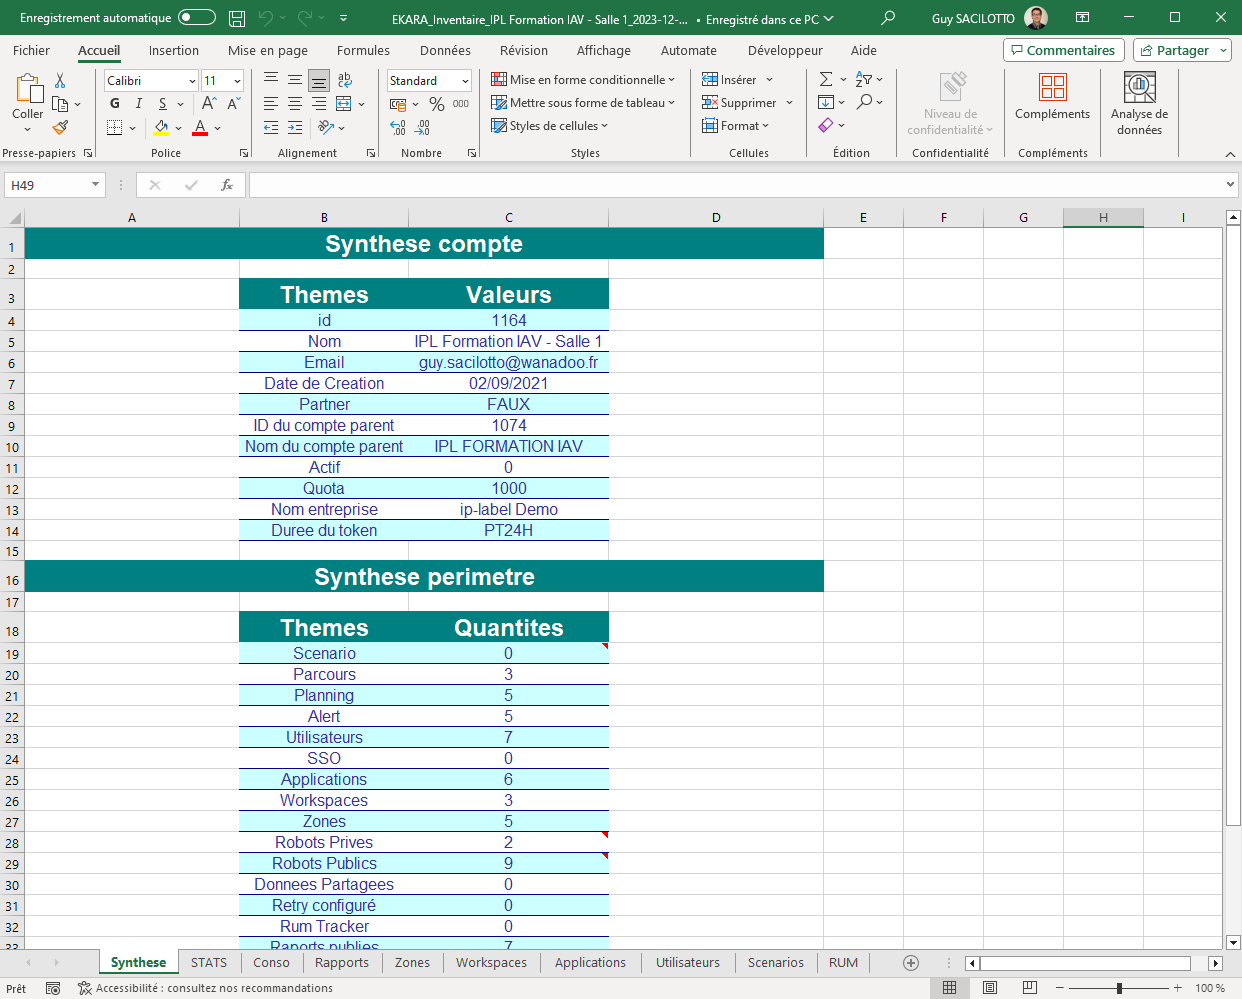 Enregistrement automatique
EKARA_Inventaire_IPL Formation IAV - Salle 1_2023-12-... • Enregistré dans ce PC
Guy SACILOTTO
Fichier Accueil Insertion Mise en page Formules Données Révision Affichage Automate Développeur Aide Commentaires Partager
Coller
Presse-papiers
Calibri 11
G I S
Police
Alignement
Standard
% 000
Nombre
Mise en forme conditionnelle
Mettre sous forme de tableau
Styles de cellules
Styles
Insérer
Supprimer
Format
Cellules
Édition
Niveau de
confidentialité
Confidentialité
Compléments
Compléments
Analyse de
données
H49 fx
A B C D E F G H I
1 Synthese compte
2
3 Themes Valeurs
4 id 1164
5 Nom IPL Formation IAV - Salle 1
6 Email guy.sacilotto@wanadoo.fr
7 Date de Creation 02/09/2021
8 Partner FAUX
9 ID du compte parent 1074
10 Nom du compte parent IPL FORMATION IAV
11 Actif 0
12 Quota 1000
13 Nom entreprise ip-label Demo
14 Duree du token PT24H
15
16 Synthese perimetre
17
18 Themes Quantites
19 Scenario 0
20 Parcours 3
21 Planning 5
22 Alert 5
23 Utilisateurs 7
24 SSO 0
25 Applications 6
26 Workspaces 3
27 Zones 5
28 Robots Prives 2
29 Robots Publics 9
30 Donnees Partagees 0
31 Retry configuré 0
32 Rum Tracker 0
33 Raports publies 7
Synthese STATS Conso Rapports Zones Workspaces Applications Utilisateurs Scenarios RUM
Prêt Accessibilité : consultez nos recommandations 100 %